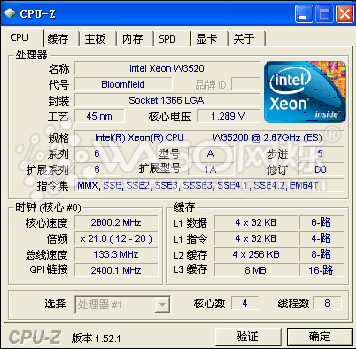 CPU-Z
CPU 缓存 主板 内存 SPD 显卡 关于
处理器
名称 Intel Xeon W3520
代号 Bloomfield 品牌 ID
封装 Socket 1366 LGA
工艺 45 nm 核心电压 1.289 V
intel Xeon inside
规格 Intel(R) Xeon(R) CPU W35200 @ 2.67GHz (ES)
系列 6 型号 A 步进 5
扩展系列 6 扩展型号 1A 修订 D0
指令集 MMX, SSE, SSE2, SSE3, SSSE3, SSE4.1, SSE4.2, EM64T
时钟 (核心 #0)
核心速度 2800.2 MHz
倍频 x 21.0 ( 12 - 20 )
总线速度 133.3 MHz
QPI 链接 2400.1 MHz
缓存
L1 数据 4 x 32 KB 8-路
L1 指令 4 x 32 KB 4-路
L2 缓存 4 x 256 KB 8-路
L3 缓存 8 MB 16-路
选择 处理器 #1 核心数 4 线程数 8
CPU-Z 版本 1.52.1 验证 确定